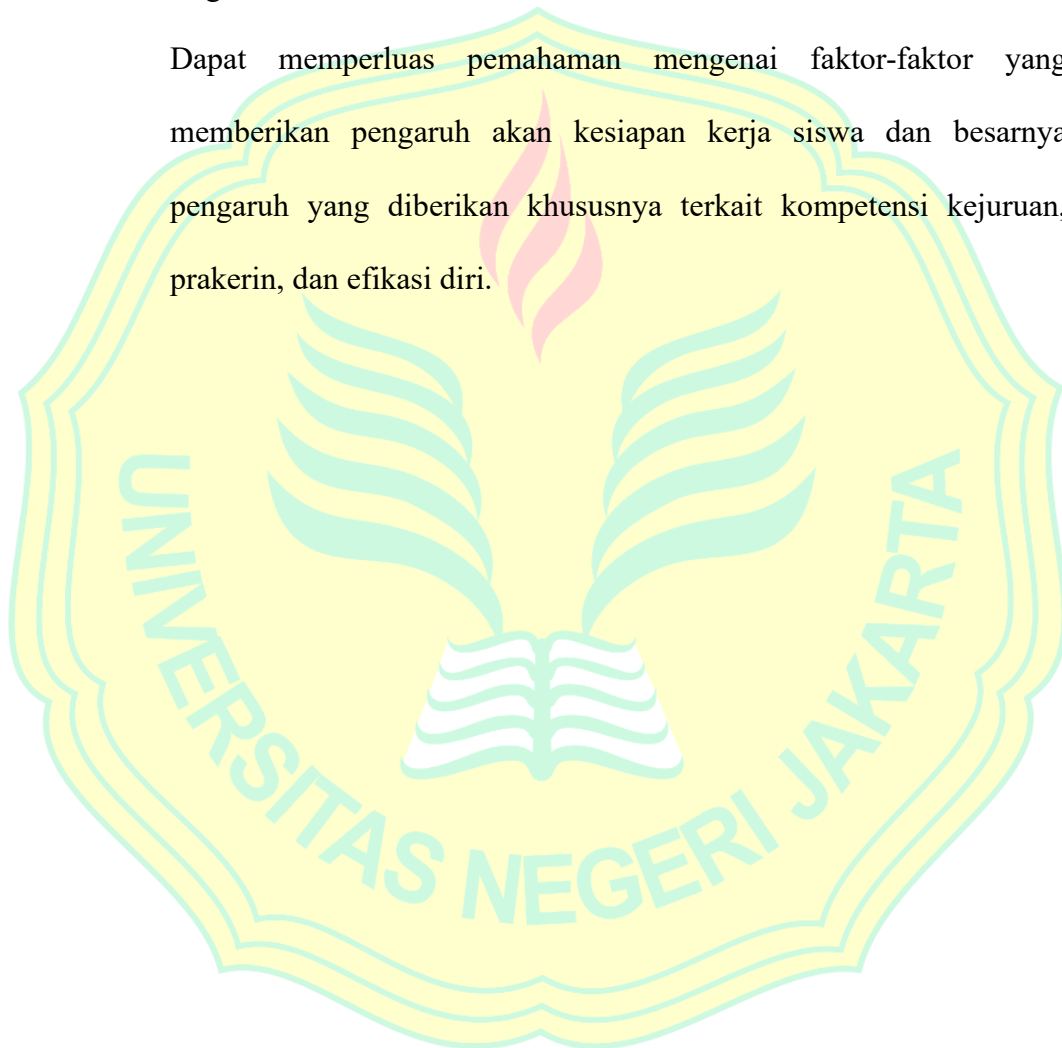 Dapat memperluas pemahaman mengenai faktor-faktor yang
memberikan pengaruh akan kesiapan kerja siswa dan besarnya
pengaruh yang diberikan khususnya terkait kompetensi kejuruan,
prakerin, dan efikasi diri.
UNIVERSITAS NEGERI JAKARTA